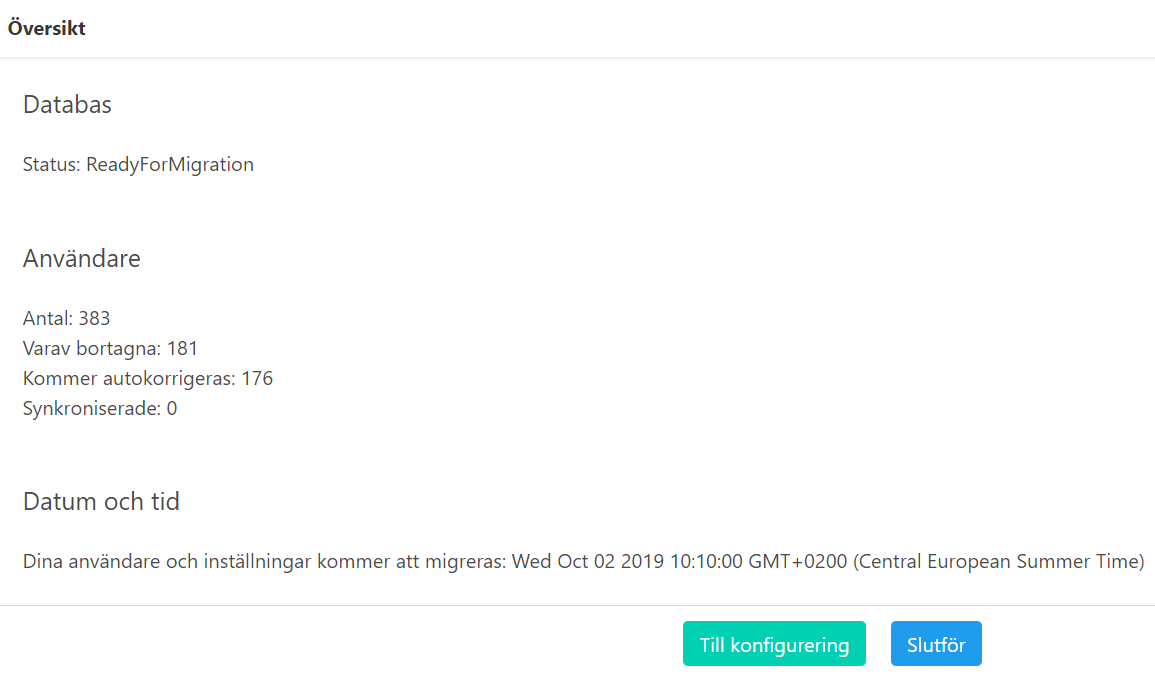 Översikt
Databas
Status: ReadyForMigration
Användare
Antal: 383
Varav bortagna: 181
Kommer autokorrigeras: 176
Synkroniserade: 0
Datum och tid
Dina användare och inställningar kommer att migreras: Wed Oct 02 2019 10:10:00 GMT+0200 (Central European Summer Time)
Till konfigurering
Slutför